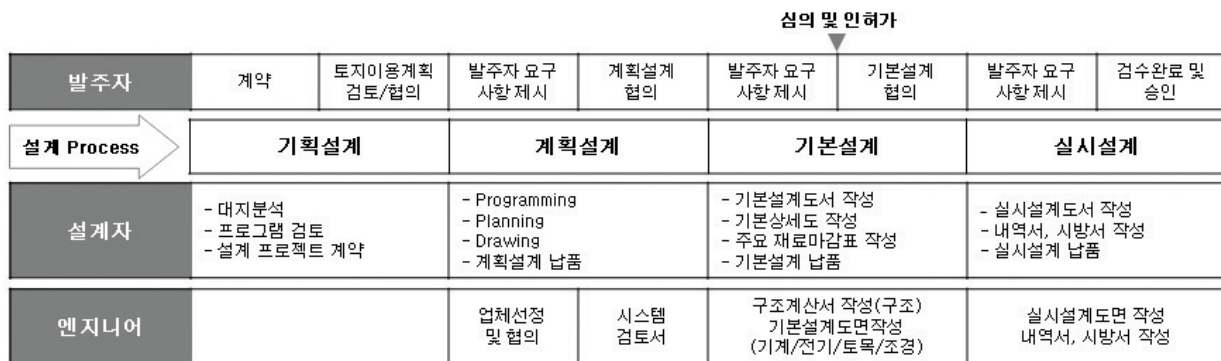 심의 및 인허가
발주자
계약
토지이용계획
검토/협의
발주자 요구
사항 제시
계획설계
협의
발주자 요구
사항 제시
기본설계
협의
발주자 요구
사항 제시
검수완료 및
승인
설계 Process
기획설계
계획설계
기본설계
실시설계
설계자
- 대지분석
- 프로그램 검토
- 설계 프로젝트 계약
- Programming
- Planning
- Drawing
- 계획설계 납품
- 기본설계도서 작성
- 기본상세도 작성
- 주요 재료마감표 작성
- 기본설계 납품
- 실시설계도서 작성
- 내역서, 시방서 작성
- 실시설계 납품
엔지니어
업체선정
및 협의
시스템
검토서
구조계산서 작성(구조)
기본설계도면작성
(기계/전기/토목/조경)
실시설계도면 작성
내역서, 시방서 작성